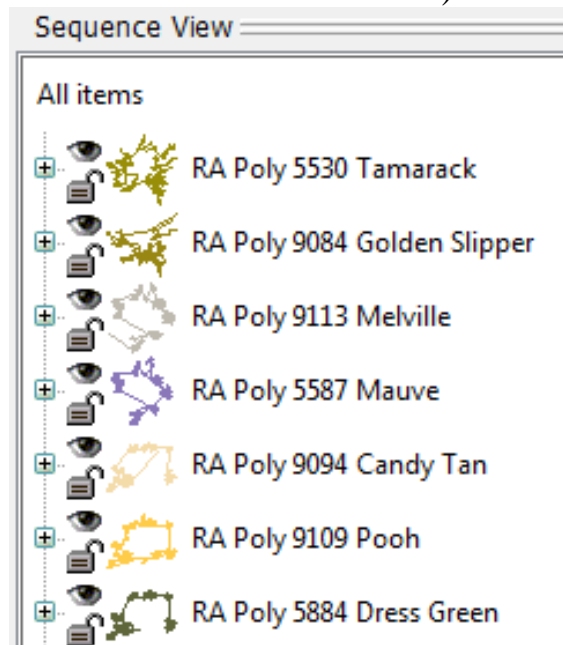 Sequence View
All items
RA Poly 5530 Tamarack
RA Poly 9084 Golden Slipper
RA Poly 9113 Melville
RA Poly 5587 Mauve
RA Poly 9094 Candy Tan
RA Poly 9109 Pooh
RA Poly 5884 Dress Green